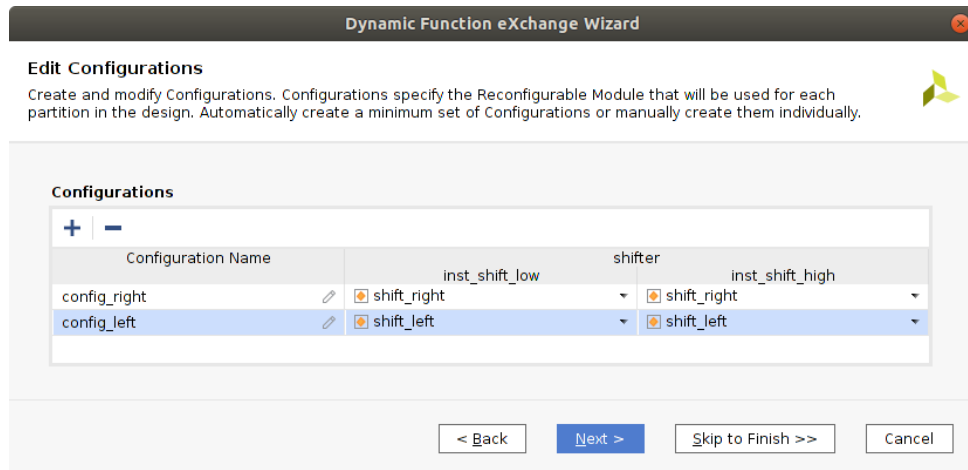 Dynamic Function eXchange Wizard
Edit Configurations
Create and modify Configurations. Configurations specify the Reconfigurable Module that will be used for each
partition in the design. Automatically create a minimum set of Configurations or manually create them individually.
Configurations
Configuration Name shifter
inst_shift_low inst_shift_high
config_right shift_right shift_right
config_left shift_left shift_left
< Back Next > Skip to Finish >> Cancel